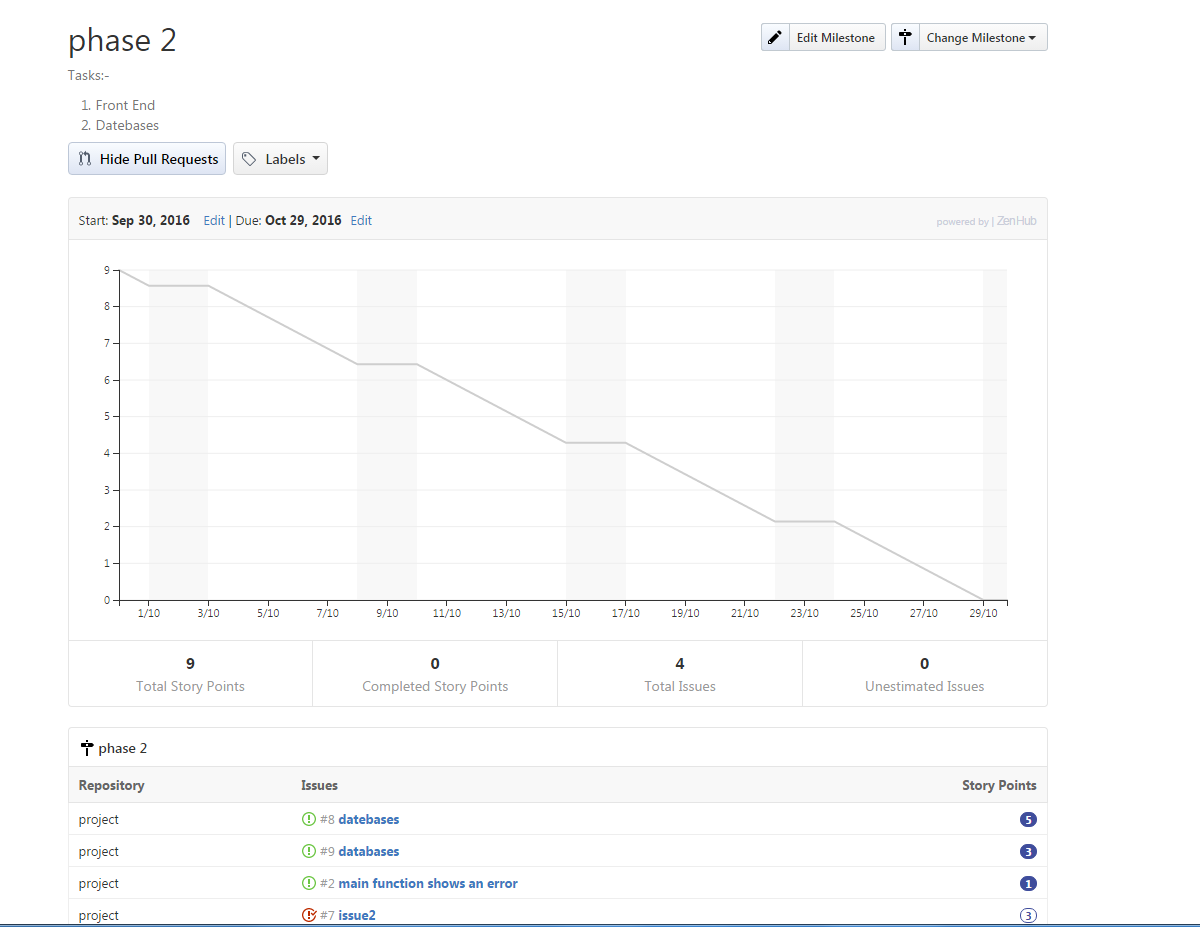 phase 2
Edit Milestone
Change Milestone
Tasks:-
1. Front End
2. Datebases
Hide Pull Requests
Labels
Start: Sep 30, 2016 Edit | Due: Oct 29, 2016 Edit
powered by | ZenHub
9
8
7
6
5
4
3
2
1
0
1/10 3/10 5/10 7/10 9/10 11/10 13/10 15/10 17/10 19/10 21/10 23/10 25/10 27/10 29/10
9 0 4 0
Total Story Points Completed Story Points Total Issues Unestimated Issues
phase 2
Repository Issues Story Points
project #8 datebases 5
project #9 databases 3
project #2 main function shows an error 1
project #7 issue2 3